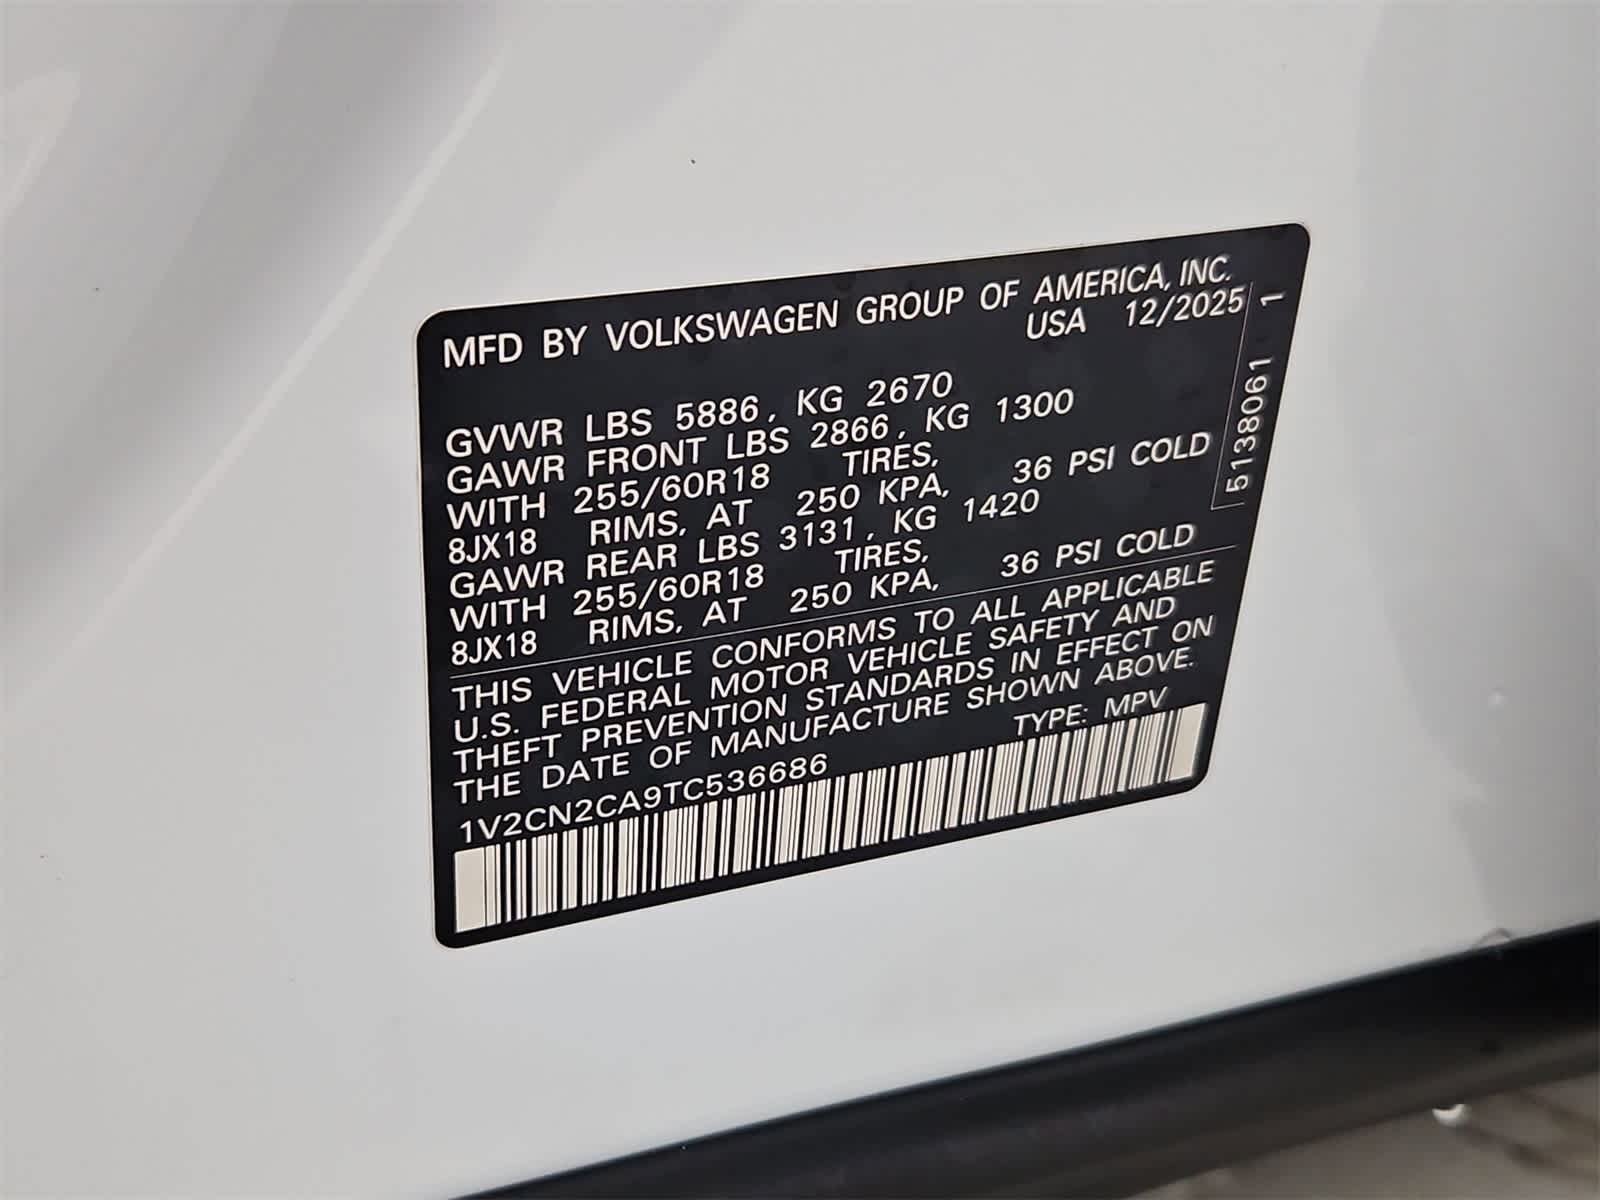 MFD BY VOLKSWAGEN GROUP OF AMERICA, INC.
USA 12/2025
GVWR LBS 5886, KG 2670
GAWR FRONT LBS 2866, KG 1300
WITH 255/60R18 TIRES,
8JX18 RIMS, AT 250 KPA, 36 PSI COLD
GAWR REAR LBS 3131, KG 1420
WITH 255/60R18 TIRES,
8JX18 RIMS, AT 250 KPA, 36 PSI COLD
THIS VEHICLE CONFORMS TO ALL APPLICABLE
U.S. FEDERAL MOTOR VEHICLE SAFETY AND
THEFT PREVENTION STANDARDS IN EFFECT ON
THE DATE OF MANUFACTURE SHOWN ABOVE.
TYPE: MPV
1V2CN2CA9TC536686
5138061 1